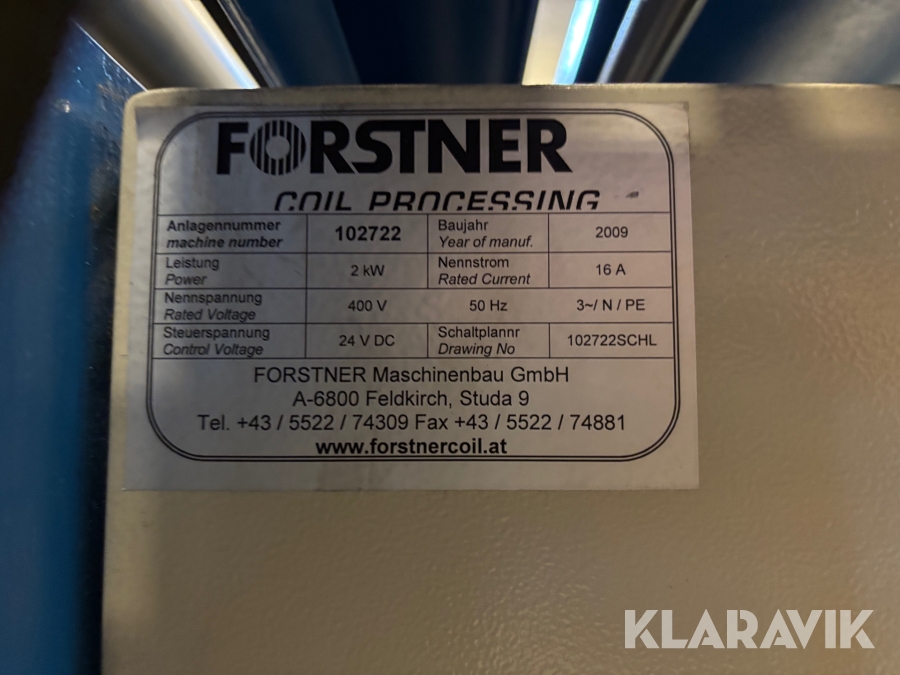 FORSTNER
COIL PROCESSING
Anlagennummer
machine number
102722
Baujahr
Year of manuf.
2009
Leistung
Power
2 kW
Nennstrom
Rated Current
16 A
Nennspannung
Rated Voltage
400 V
50 Hz
3~/ N / PE
Steuerspannung
Control Voltage
24 V DC
Schaltplannr
Drawing No
102722SCHL
FORSTNER Maschinenbau GmbH
A-6800 Feldkirch, Studa 9
Tel. +43 / 5522 / 74309 Fax +43 / 5522 / 74881
www.forstnercoil.at
KLARAVIK